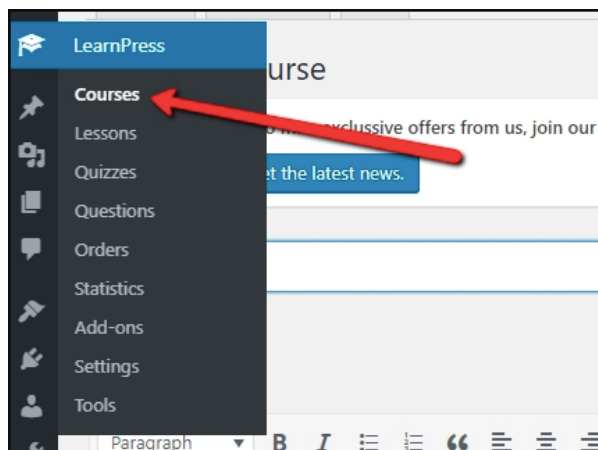 LearnPress
urse
Courses
exclussive offers from us, join our
Lessons
Quizzes
et the latest news.
Questions
Orders
Statistics
Add-ons
Settings
Tools
Paragraph
B I